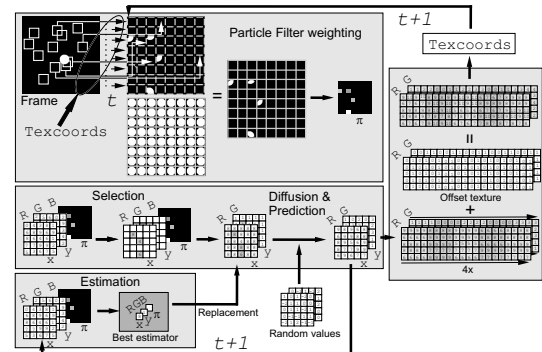 t+1
Particle Filter weighting
Texcoords
R G
Frame
t
=
π
Texcoords
=
R G
Offset texture
+
R G
4x
Selection
Diffusion &
Prediction
R G B
π
x
y
R G B
π
x
y
R G
x
y
R G
x
y
Estimation
R G B
π
x
y
RGB
π
x
y
Best estimator
Replacement
Random values
t+1